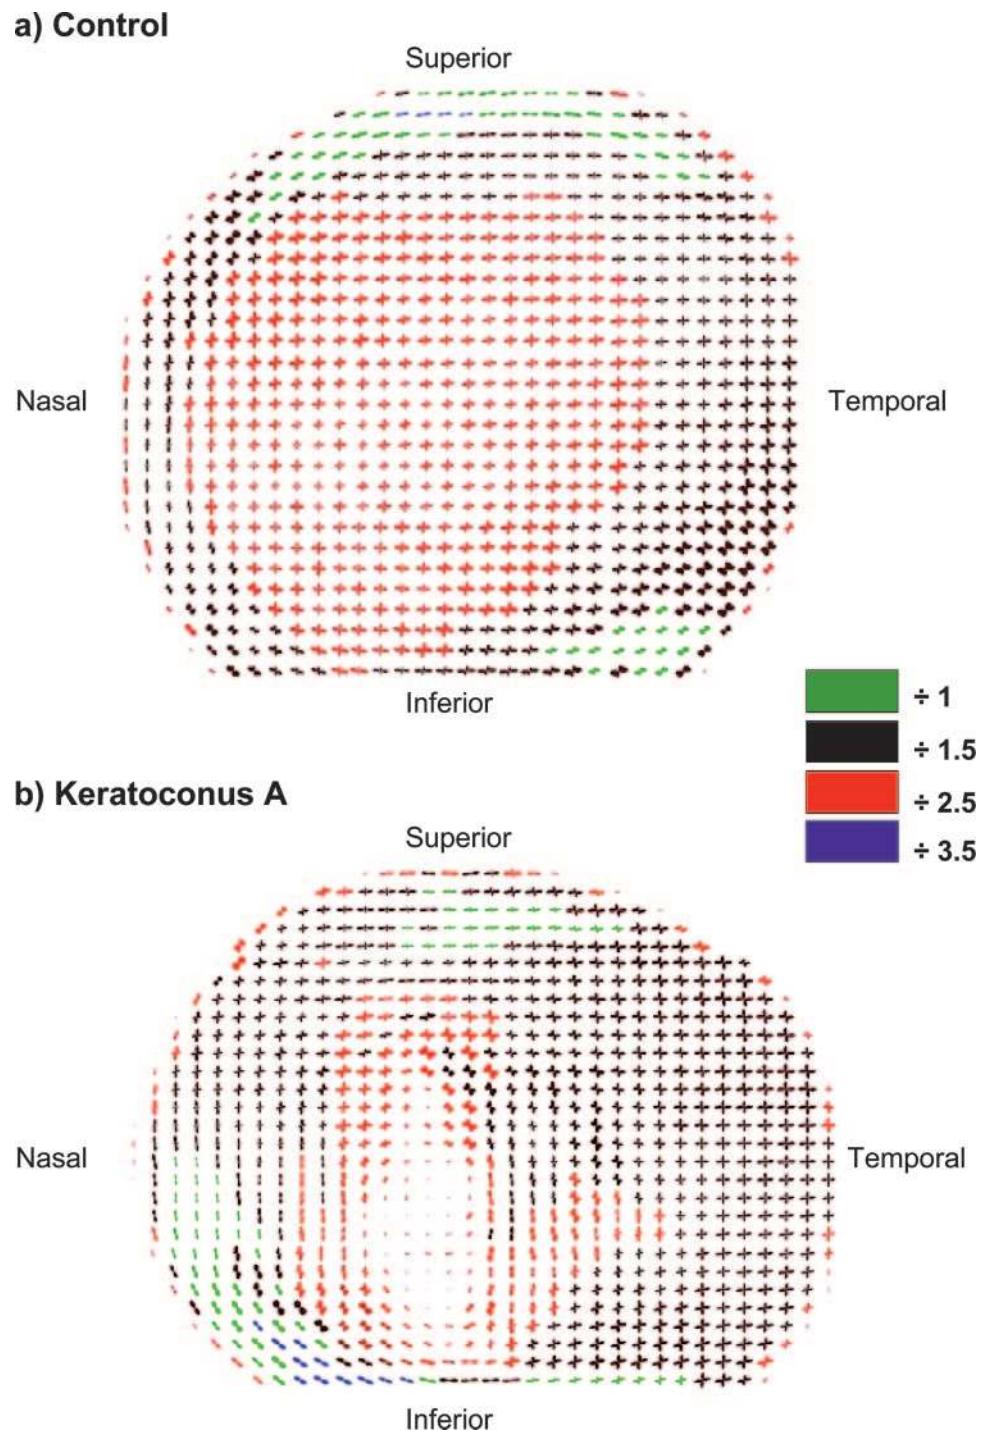 a) Control
Superior
Nasal
Temporal
Inferior
÷ 1
÷ 1.5
÷ 2.5
÷ 3.5
b) Keratoconus A
Superior
Nasal
Temporal
Inferior